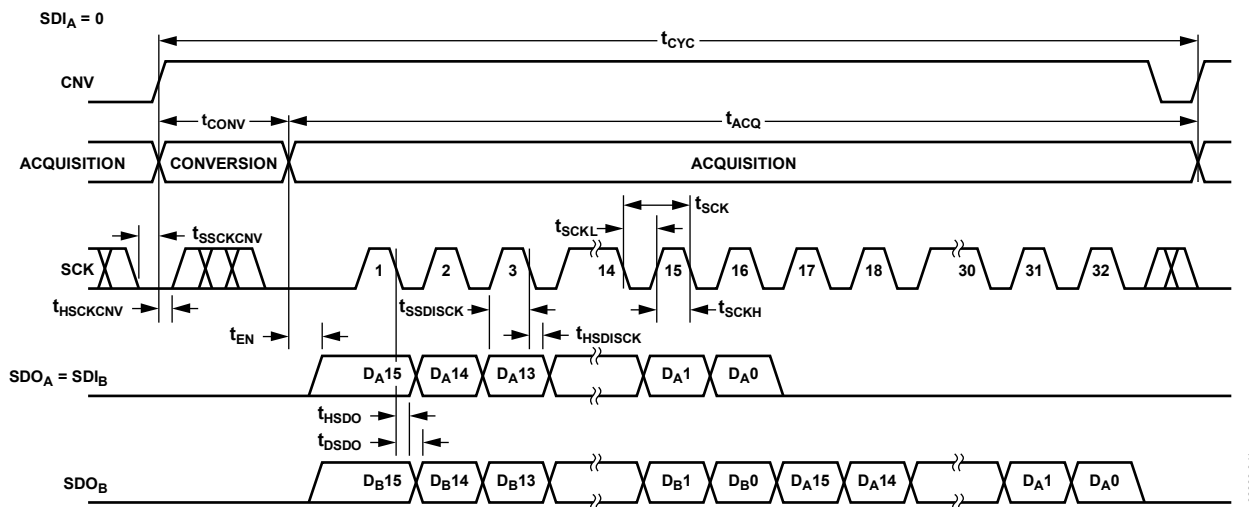 SDIA = 0
tCYC
CNV
tCONV tACQ
ACQUISITION CONVERSION ACQUISITION
tSCK
tSCKL
tSSCKCNV
SCK 1 2 3 14 15 16 17 18 30 31 32
tHSCKCNV tSSDISCK tSCKH
tEN tHSDISCK
SDOA = SDIB DA15 DA14 DA13 DA1 DA0
tHSDO
tDSDO
SDOB DB15 DB14 DB13 DB1 DB0 DA15 DA14 DA1 DA0